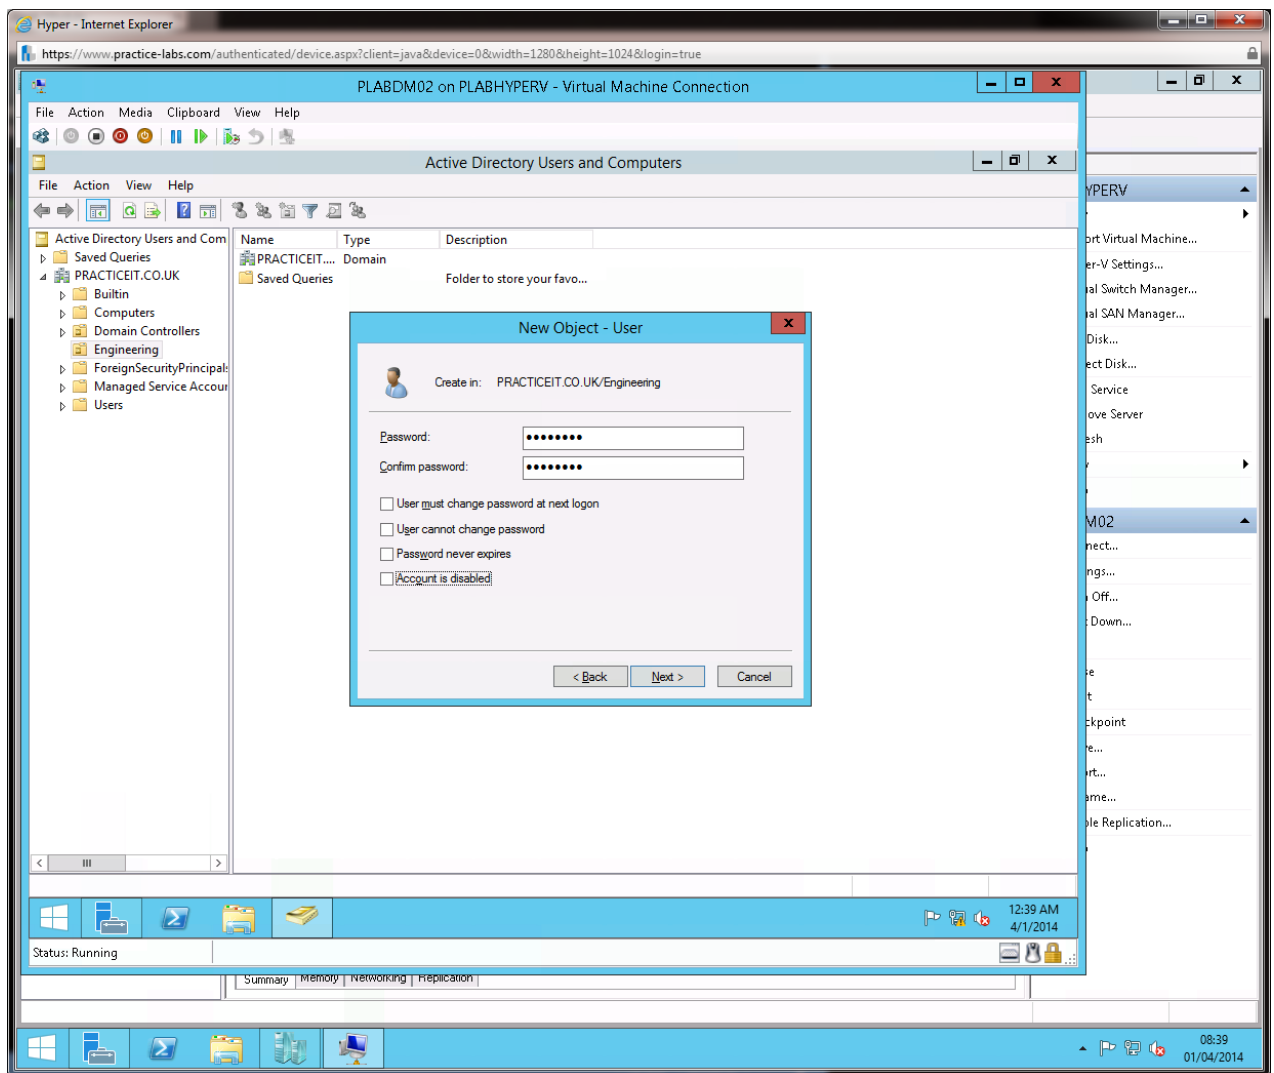 Hyper - Internet Explorer
https://www.practice-labs.com/authenticated/device.aspx?client=java&device=0&width=1280&height=1024&login=true
PLABDM02 on PLABHYPERV - Virtual Machine Connection
File Action Media Clipboard View Help
Active Directory Users and Computers
File Action View Help
Active Directory Users and Com
Saved Queries
PRACTICEIT.CO.UK
Builtin
Computers
Domain Controllers
Engineering
ForeignSecurityPrincipal
Managed Service Accour
Users
Name Type Description
PRACTICEIT.... Domain
Saved Queries Folder to store your favo...
New Object - User
Create in: PRACTICEIT.CO.UK/Engineering
Password:
Confirm password:
User must change password at next logon
User cannot change password
Password never expires
Account is disabled
< Back Next > Cancel
YPERV
ort Virtual Machine...
er-V Settings...
ual Switch Manager...
ual SAN Manager...
Disk...
ect Disk...
Service
ove Server
esh
M02
nect...
ngs...
Off...
Down...
se
t
ckpoint
e...
rt...
ame...
ble Replication...
12:39 AM
4/1/2014
Status: Running
Summary Memory Networking Replication
08:39
01/04/2014